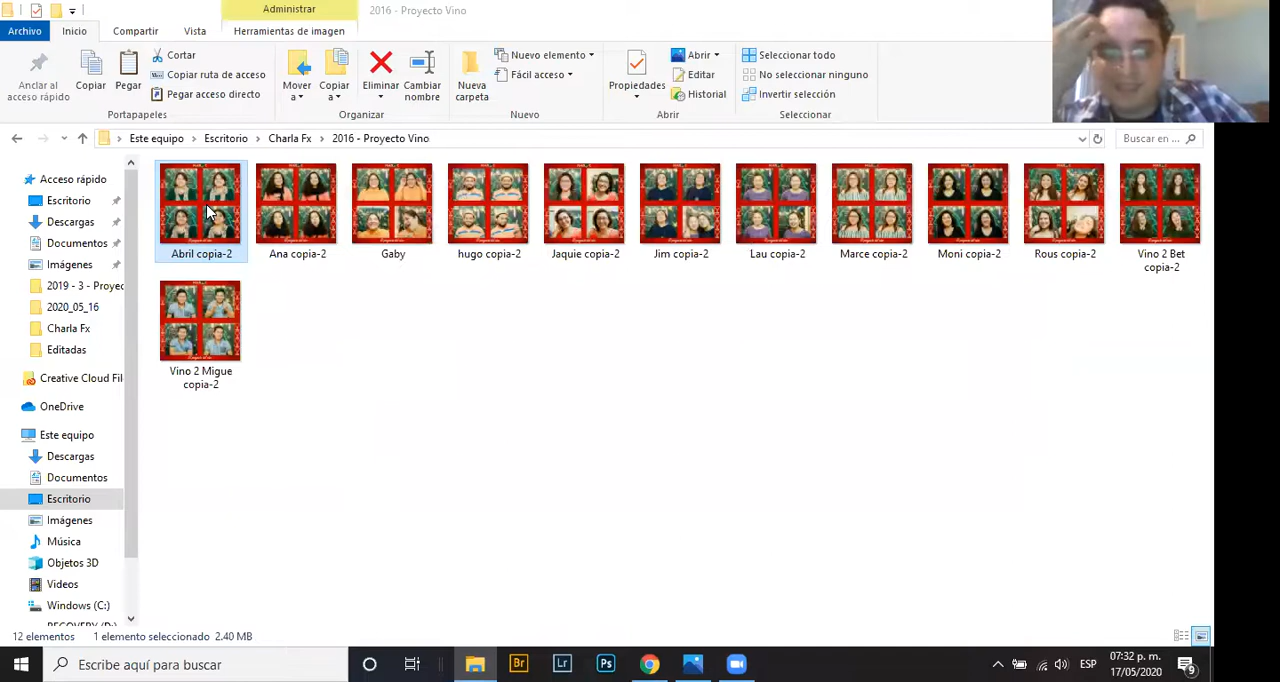 Administrar
2016 - Proyecto Vino
Archivo
Inicio
Compartir
Vista
Herramientas de imagen
Anclar al
acceso rápido
Copiar
Pegar
Cortar
Copiar ruta de acceso
Pegar acceso directo
Portapapeles
Mover
a
Copiar
a
Eliminar
Cambiar
nombre
Organizar
Nueva
carpeta
Nuevo elemento
Fácil acceso
Nuevo
Propiedades
Abrir
Editar
Historial
Abrir
Seleccionar todo
No seleccionar ninguno
Invertir selección
Seleccionar
Este equipo
Escritorio
Charla Fx
2016 - Proyecto Vino
Buscar en ...
Acceso rápido
Escritorio
Descargas
Documentos
Imágenes
2019 - 3 - Proyec
2020_05_16
Charla Fx
Editadas
Creative Cloud Fil
OneDrive
Este equipo
Descargas
Documentos
Escritorio
Imágenes
Música
Objetos 3D
Videos
Windows (C:)
RECOVERY (D:)
Abril copia-2
Ana copia-2
Gaby
hugo copia-2
Jaquie copia-2
Jim copia-2
Lau copia-2
Marce copia-2
Moni copia-2
Rous copia-2
Vino 2 Bet
copia-2
Vino 2 Migue
copia-2
12 elementos
1 elemento seleccionado 2.40 MB
Escribe aquí para buscar
Br
Lr
Ps
ESP
07:32 p. m.
17/05/2020
9